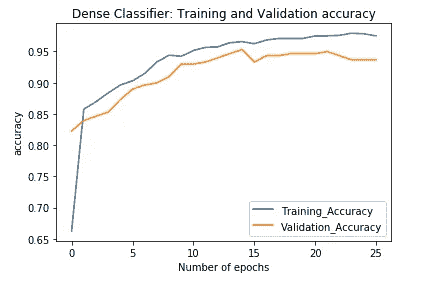 Dense Classifier: Training and Validation accuracy
0.95
0.90
0.85
0.80
0.75
0.70
0.65
accuracy
0 5 10 15 20 25
Number of epochs
Training_Accuracy
Validation_Accuracy